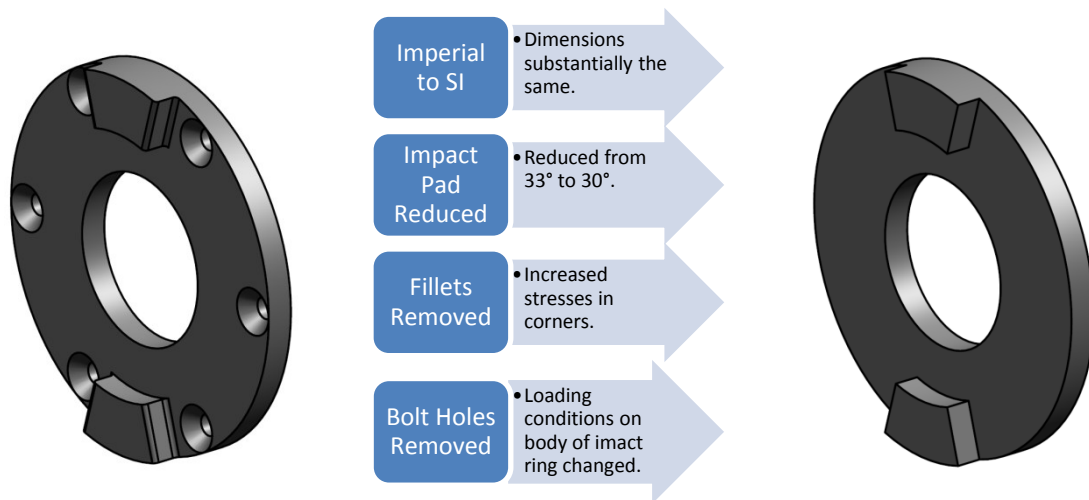 Imperial
to SI
•Dimensions
substantially the
same.
Impact
Pad
Reduced
•Reduced from
33° to 30°.
Fillets
Removed
•Increased
stresses in
corners.
Bolt Holes
Removed
•Loading
conditions on
body of imact
ring changed.